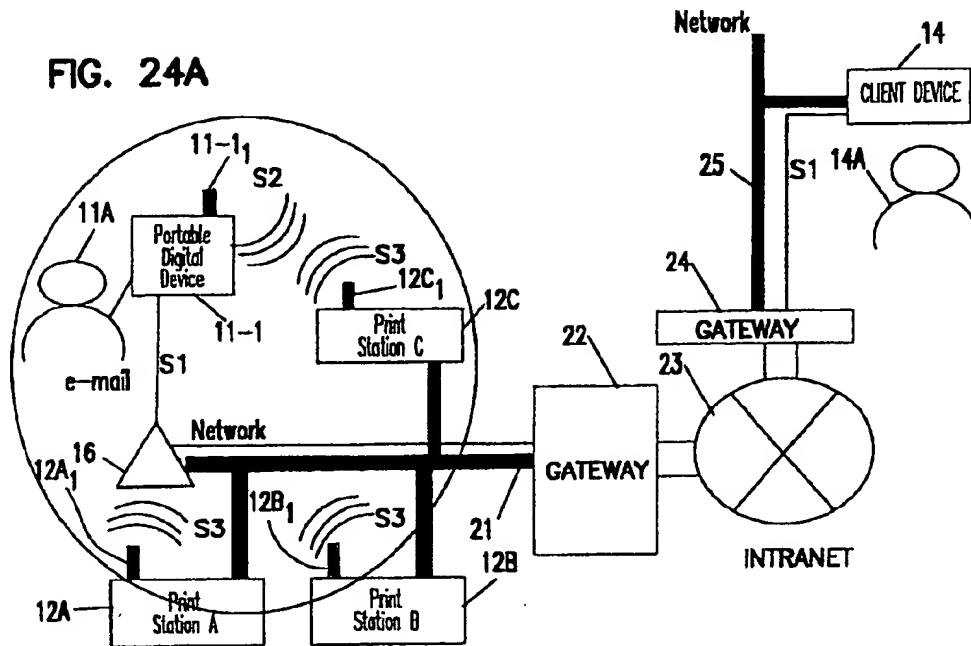 FIG. 24A
Network
14
CLIENT DEVICE
11-1₁
S2
11A
Portable
Digital
Device
S3
12C₁
12C
25
S1
14A
11-1
Print
Station C
24
GATEWAY
e-mail
S1
22
23
16
Network
12A₁
12B₁
GATEWAY
S3
S3
21
12B
INTRANET
12A
Print
Station A
Print
Station B